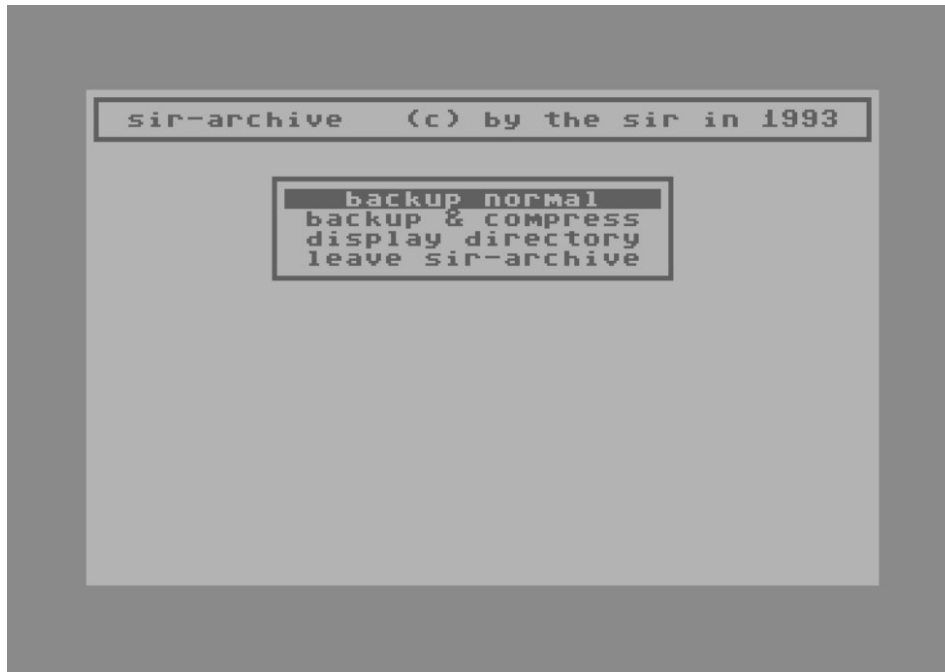 sir-archive (c) by the sir in 1993
backup normal
backup & compress
display directory
leave sir-archive